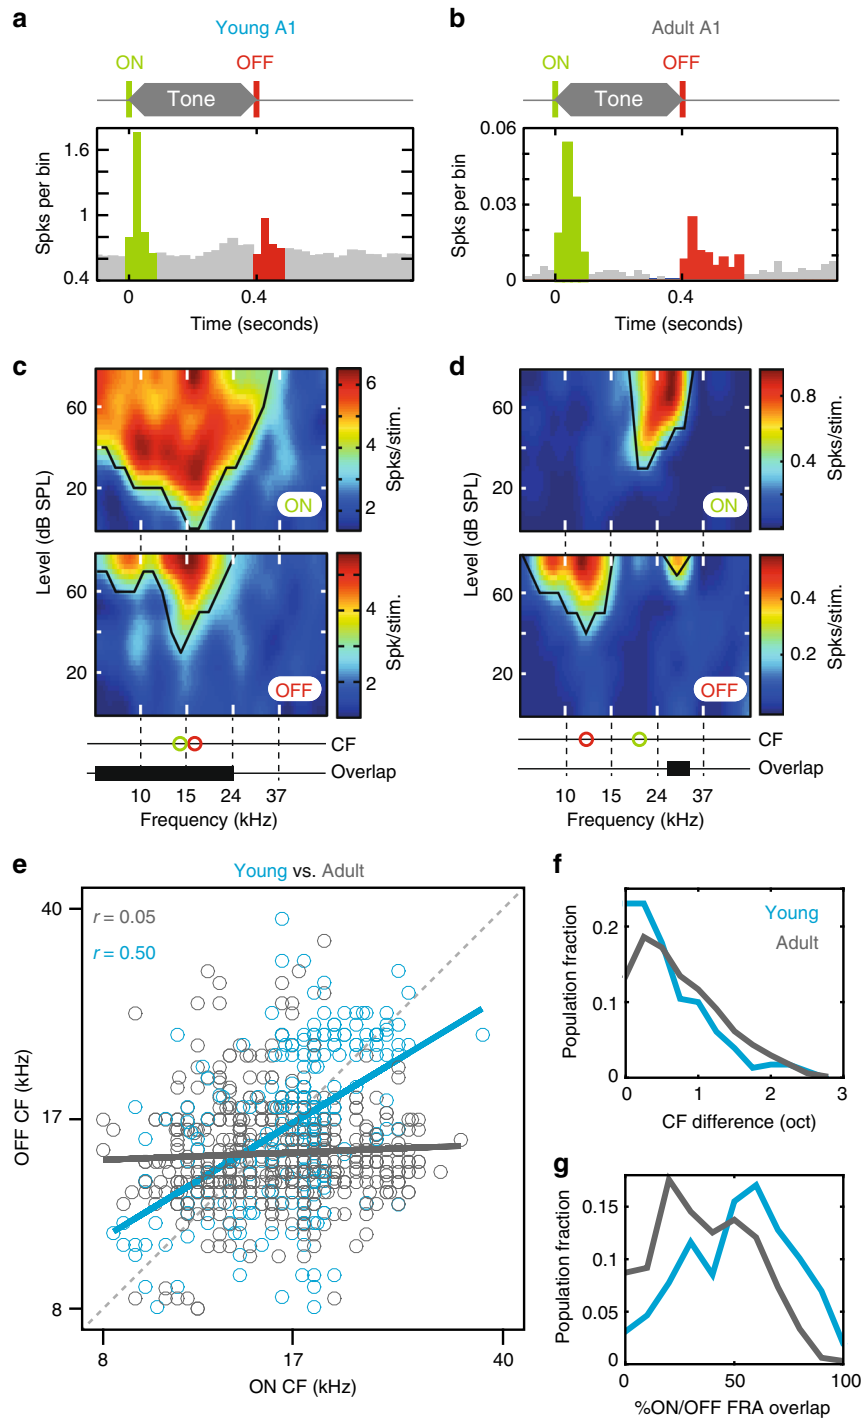 a
Young A1
ON
OFF
Tone
Spks per bin
1.6
1
0.4
0
0.4
Time (seconds)
b
Adult A1
ON
OFF
Tone
Spks per bin
0.06
0.03
0
0
0.4
Time (seconds)
c
Level (dB SPL)
60
20
ON
6
4
2
Spks/stim.
60
20
OFF
4
2
Spk/stim.
CF
Overlap
10
15
24
37
Frequency (kHz)
d
Level (dB SPL)
60
20
ON
0.8
0.4
Spks/stim.
60
20
OFF
0.4
0.2
Spks/stim.
CF
Overlap
10
15
24
37
Frequency (kHz)
e
Young vs. Adult
r = 0.05
r = 0.50
OFF CF (kHz)
40
17
8
8
17
40
ON CF (kHz)
f
Population fraction
0.2
0.1
0
Young
Adult
0
1
2
3
CF difference (oct)
g
Population fraction
0.15
0.1
0.05
0
0
50
100
%ON/OFF FRA overlap